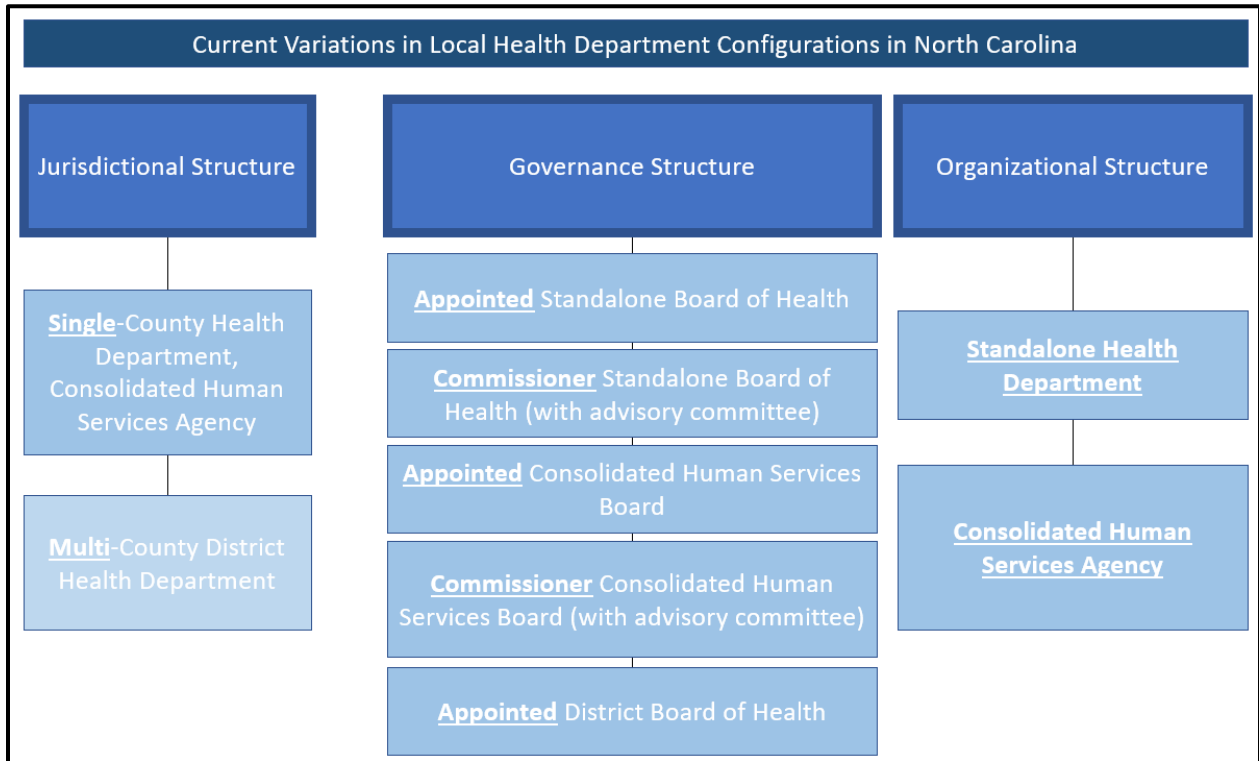 Current Variations in Local Health Department Configurations in North Carolina
Jurisdictional Structure
Single-County Health
Department,
Consolidated Human
Services Agency
Multi-County District
Health Department
Governance Structure
Appointed Standalone Board of Health
Commissioner Standalone Board of
Health (with advisory committee)
Appointed Consolidated Human Services
Board
Commissioner Consolidated Human
Services Board (with advisory committee)
Appointed District Board of Health
Organizational Structure
Standalone Health
Department
Consolidated Human
Services Agency